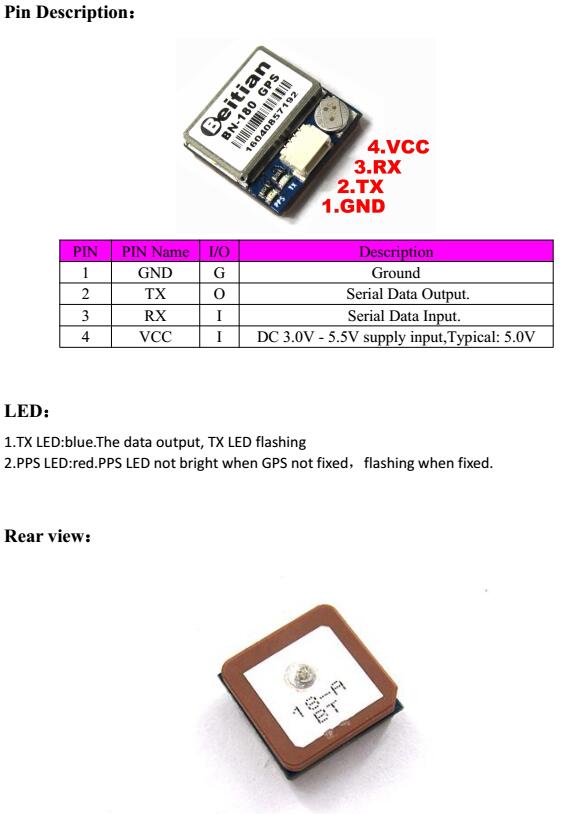 Pin Description：
Beitian
BN-180 GPS
16040857192
PPS
TX
4.VCC
3.RX
2.TX
1.GND
PIN PIN Name I/O Description
1 GND G Ground
2 TX O Serial Data Output.
3 RX I Serial Data Input.
4 VCC I DC 3.0V - 5.5V supply input,Typical: 5.0V
LED：
1.TX LED:blue.The data output, TX LED flashing
2.PPS LED:red.PPS LED not bright when GPS not fixed，flashing when fixed.
Rear view：
18-A
BT